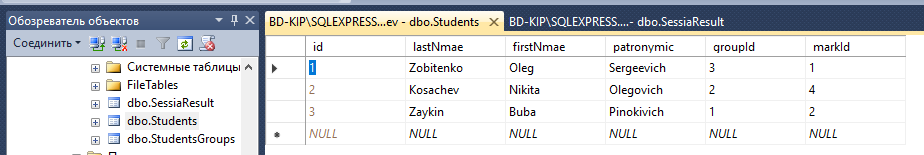 Обозреватель объектов
Соединить
Системные таблицы
FileTables
dbo.SessiaResult
dbo.Students
dbo.StudentsGroups
BD-KIP\SQLEXPRESS...ev - dbo.Students BD-KIP\SQLEXPRESS....- dbo.SessiaResult
id lastNmae firstNmae patronymic groupId markId
1 Zobitenko Oleg Sergeevich 3 1
2 Kosachev Nikita Olegovich 2 4
3 Zaykin Buba Pinokivich 1 2
NULL NULL NULL NULL NULL NULL